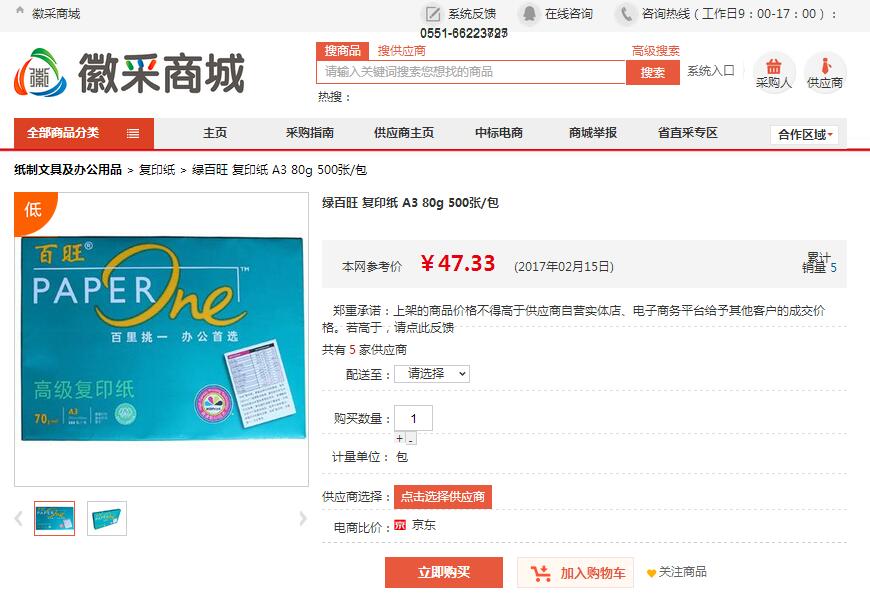 徽采商城
系统反馈
在线咨询
咨询热线（工作日9：00-17：00）：
徽采商城
搜商品
搜供应商
高级搜索
请输入关键词搜索您想找的商品
搜索
系统入口
采购人
供应商
热搜：
全部商品分类
主页
采购指南
供应商主页
中标电商
商城举报
省直采专区
合作区域
纸制文具及办公用品 > 复印纸 > 绿百旺 复印纸 A3 80g 500张/包
低
百旺®
PAPER One™
百里挑一 办公首选
高级复印纸
70g
A3
绿百旺 复印纸 A3 80g 500张/包
本网参考价
￥47.33
(2017年02月15日)
累计
销量 5
郑重承诺：上架的商品价格不得高于供应商自营实体店、电子商务平台给予其他客户的成交价
格。若高于，请点此反馈
共有 5 家供应商
配送至：
请选择
购买数量：
1
+ -
计量单位： 包
供应商选择：
点击选择供应商
电商比价：
京
京东
立即购买
加入购物车
关注商品